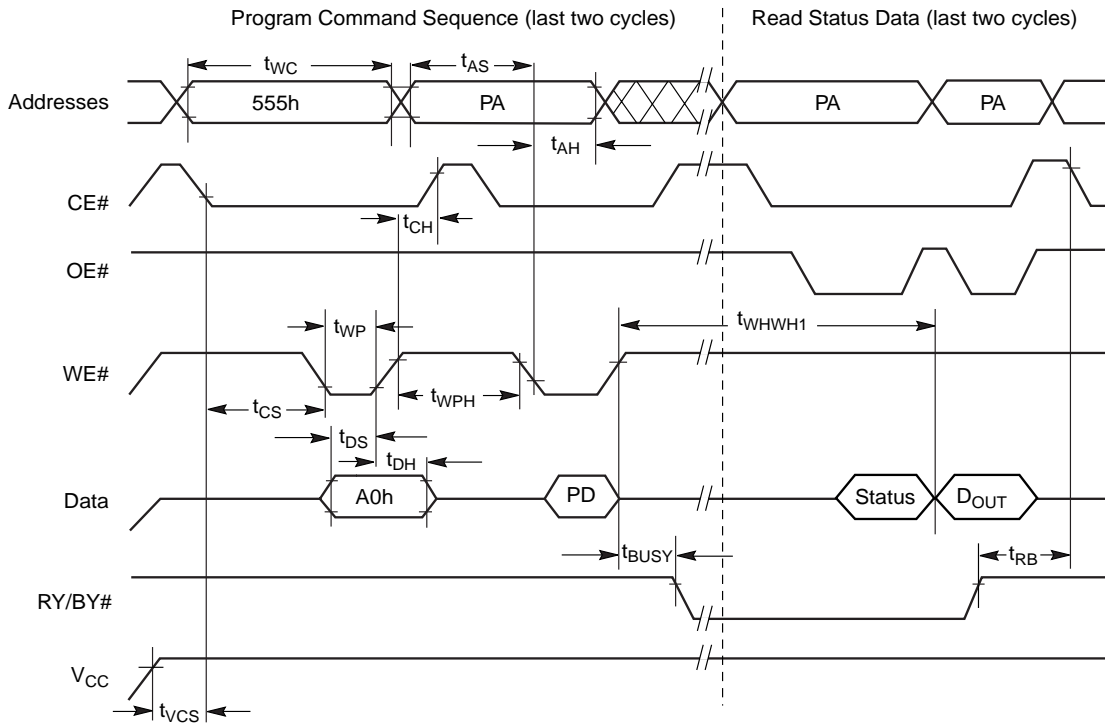 Program Command Sequence (last two cycles)
Read Status Data (last two cycles)
tWC
tAS
Addresses
555h
PA
PA
PA
tAH
CE#
tCH
OE#
tWP
tWHWH1
WE#
tWPH
tCS
tDS
tDH
Data
A0h
PD
Status
DOUT
tBUSY
tRB
RY/BY#
VCC
tVCS